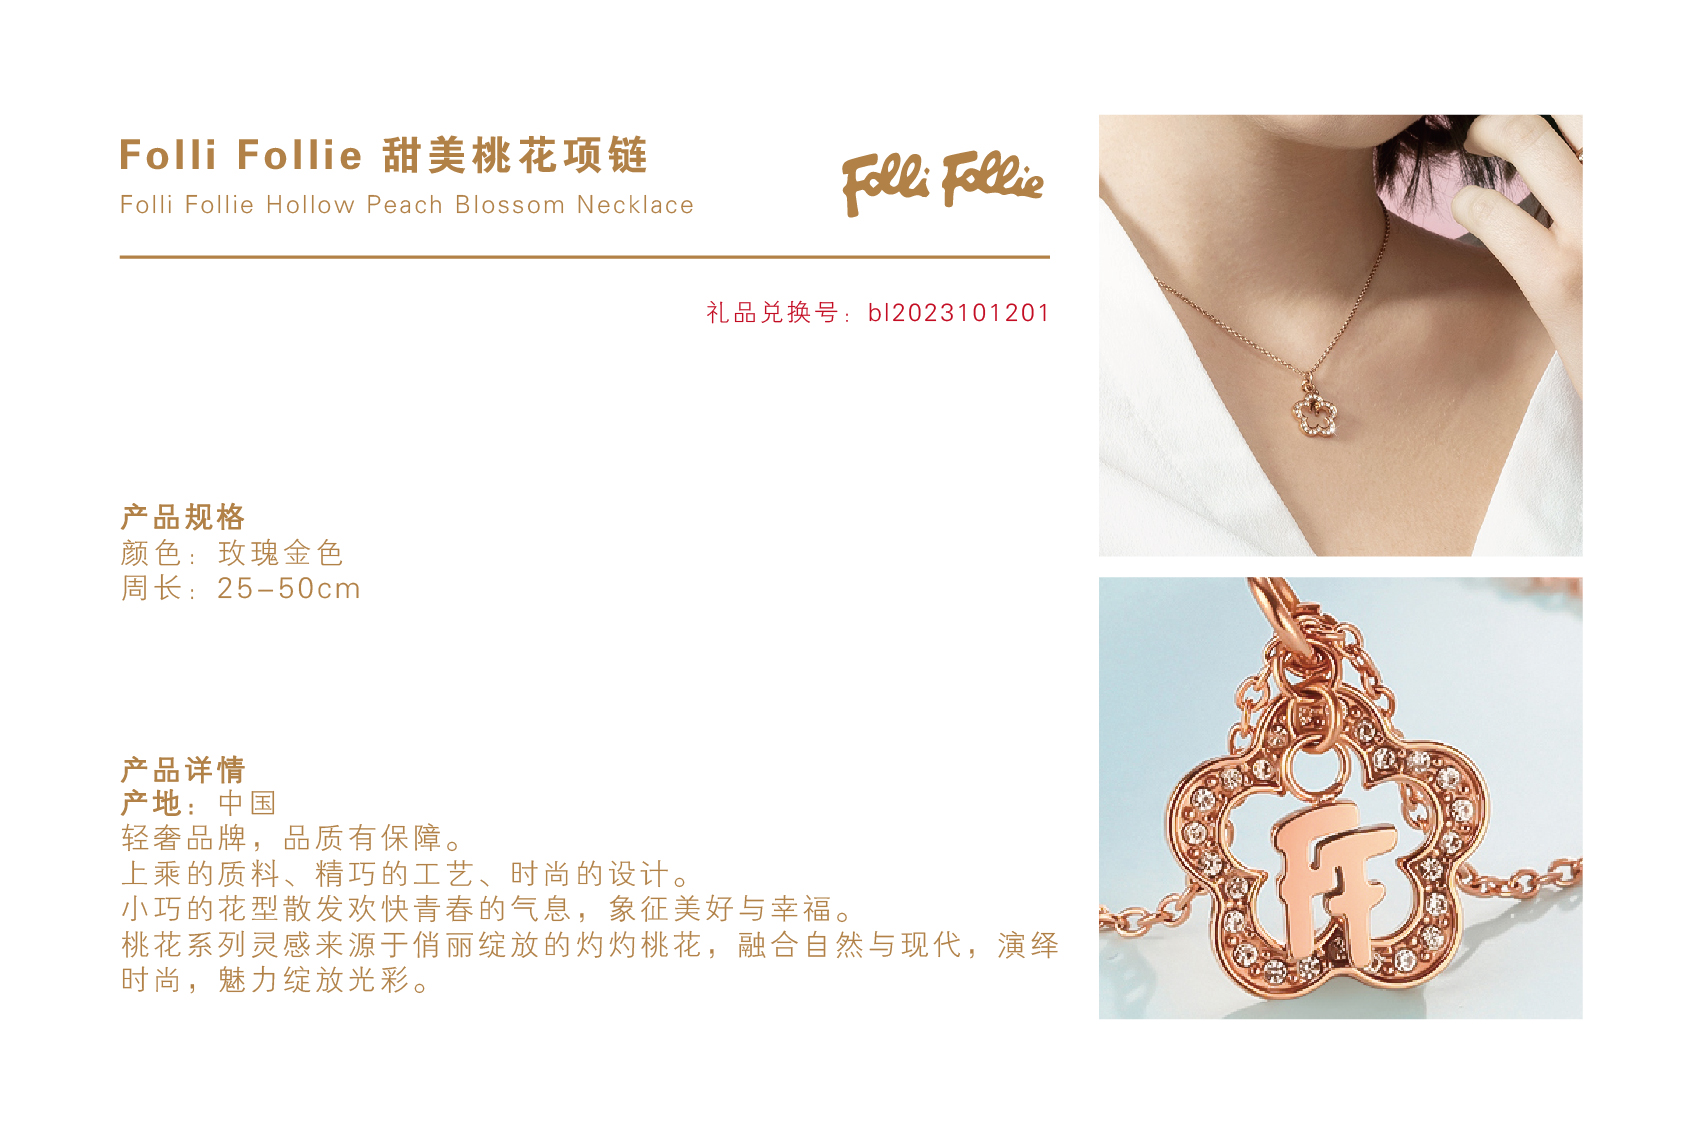 Folli Follie 甜美桃花项链
Folli Follie Hollow Peach Blossom Necklace
Folli Follie
礼品兑换号：bl2023101201
产品规格
颜色：玫瑰金色
周长：25-50cm
产品详情
产地：中国
轻奢品牌，品质有保障。
上乘的质料、精巧的工艺、时尚的设计。
小巧的花型散发欢快青春的气息，象征美好与幸福。
桃花系列灵感来源于俏丽绽放的灼灼桃花，融合自然与现代，演绎
时尚，魅力绽放光彩。
FF